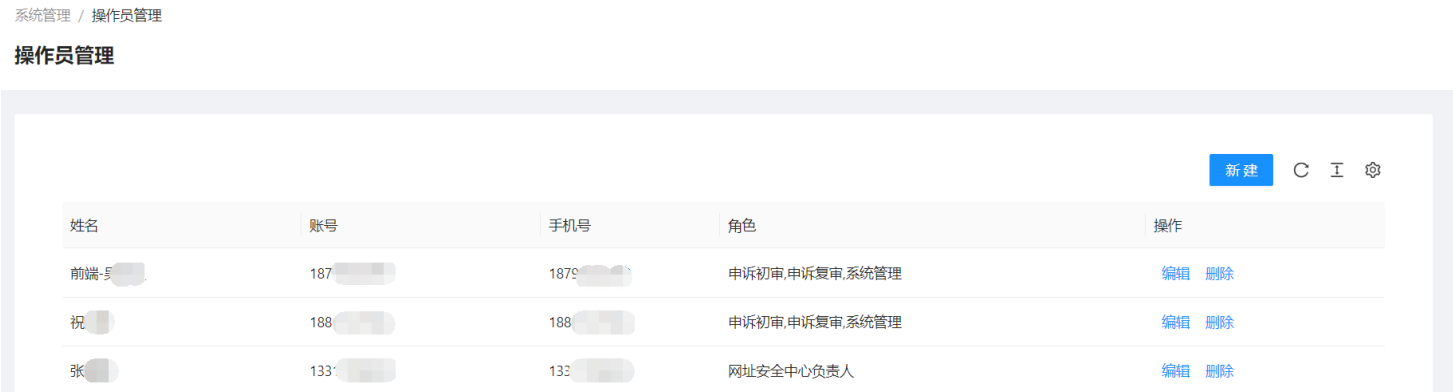 系统管理 / 操作员管理
操作员管理
新建
姓名 账号 手机号 角色 操作
前端- 187 1879 申诉初审,申诉复审,系统管理 编辑 删除
祝 188 188 申诉初审,申诉复审,系统管理 编辑 删除
张 133 133 网址安全中心负责人 编辑 删除